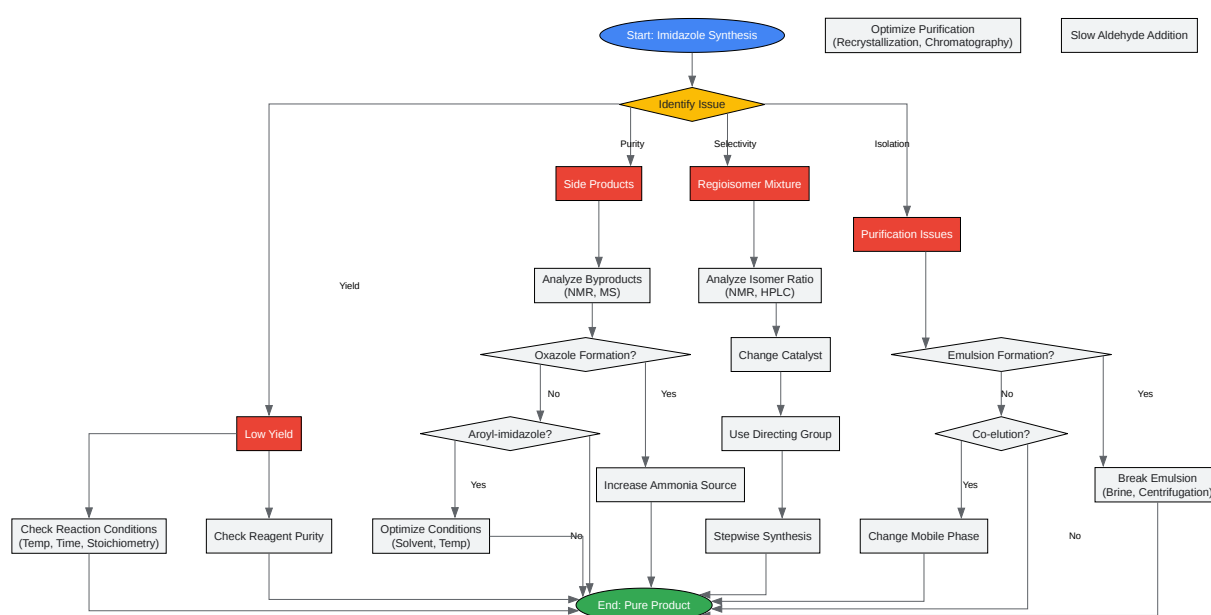 Start: Imidazole Synthesis
Optimize Purification
(Recrystallization, Chromatography)
Slow Aldehyde Addition
Identify Issue
Purity
Selectivity
Isolation
Side Products
Regioisomer Mixture
Purification Issues
Analyze Byproducts
(NMR, MS)
Analyze Isomer Ratio
(NMR, HPLC)
Yield
Oxazole Formation?
Change Catalyst
Emulsion Formation?
No
Yes
No
Yes
Low Yield
Aroyl-imidazole?
Use Directing Group
Co-elution?
Yes
Increase Ammonia Source
Yes
Break Emulsion
(Brine, Centrifugation)
Check Reaction Conditions
(Temp, Time, Stoichiometry)
Check Reagent Purity
Optimize Conditions
(Solvent, Temp)
No
Stepwise Synthesis
Change Mobile Phase
No
End: Pure Product